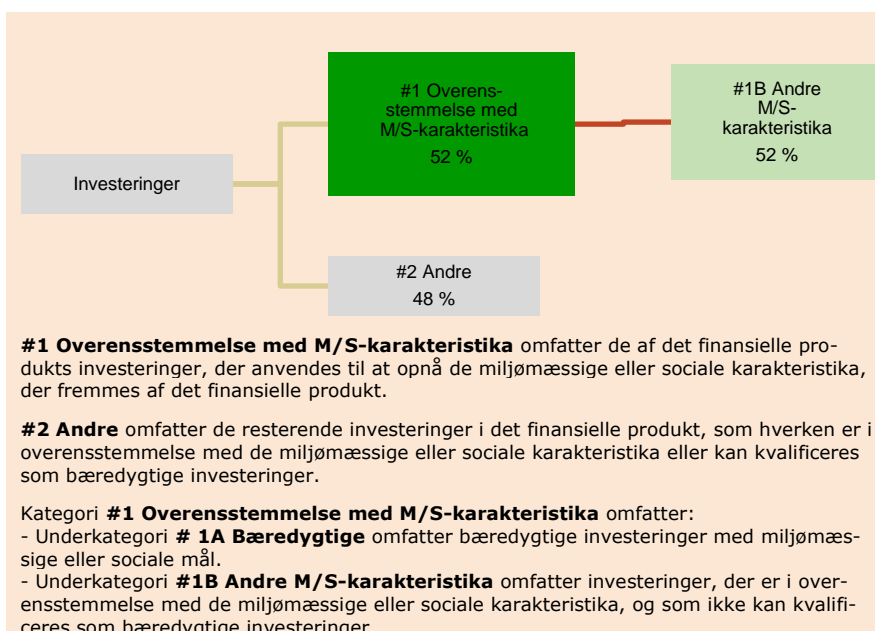 #1 Overens-
stemmelse med
M/S-karakteristika
52 %
#1B Andre
M/S-
karakteristika
52 %
Investeringer
#2 Andre
48 %
#1 Overensstemmelse med M/S-karakteristika omfatter de af det finansielle pro-
dukts investeringer, der anvendes til at opnå de miljømæssige eller sociale karakteristika,
der fremmes af det finansielle produkt.
#2 Andre omfatter de resterende investeringer i det finansielle produkt, som hverken er i
overensstemmelse med de miljømæssige eller sociale karakteristika eller kan kvalificeres
som bæredygtige investeringer.
Kategori #1 Overensstemmelse med M/S-karakteristika omfatter:
- Underkategori # 1A Bæredygtige omfatter bæredygtige investeringer med miljømæs-
sige eller sociale mål.
- Underkategori #1B Andre M/S-karakteristika omfatter investeringer, der er i over-
ensstemmelse med de miljømæssige eller sociale karakteristika, og som ikke kan kvalifi-
ceres som bæredygtige investeringer.